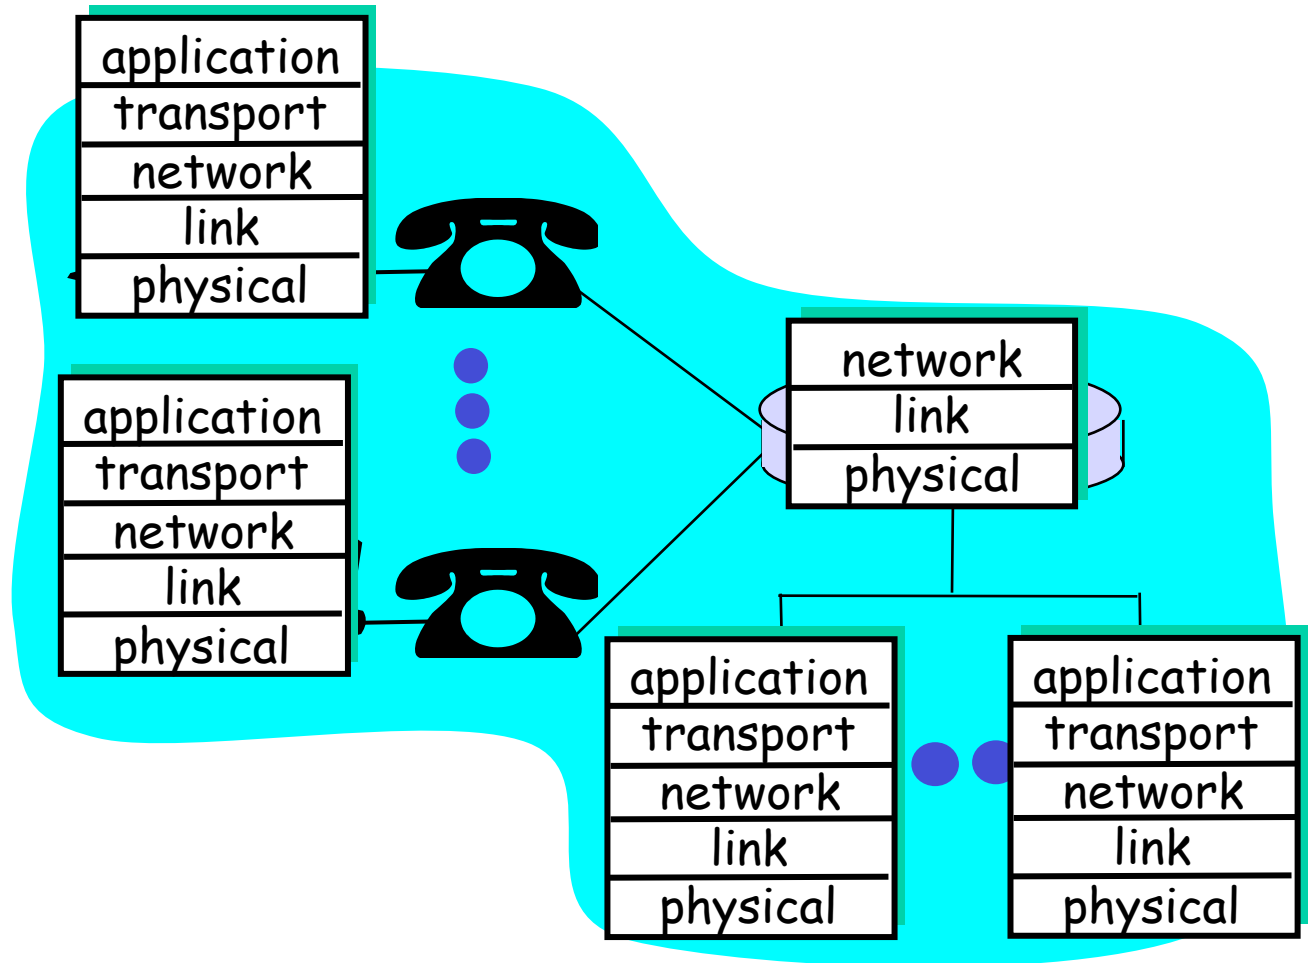 application
transport
network
link
physical
application
transport
network
link
physical
network
link
physical
application
transport
network
link
physical
application
transport
network
link
physical